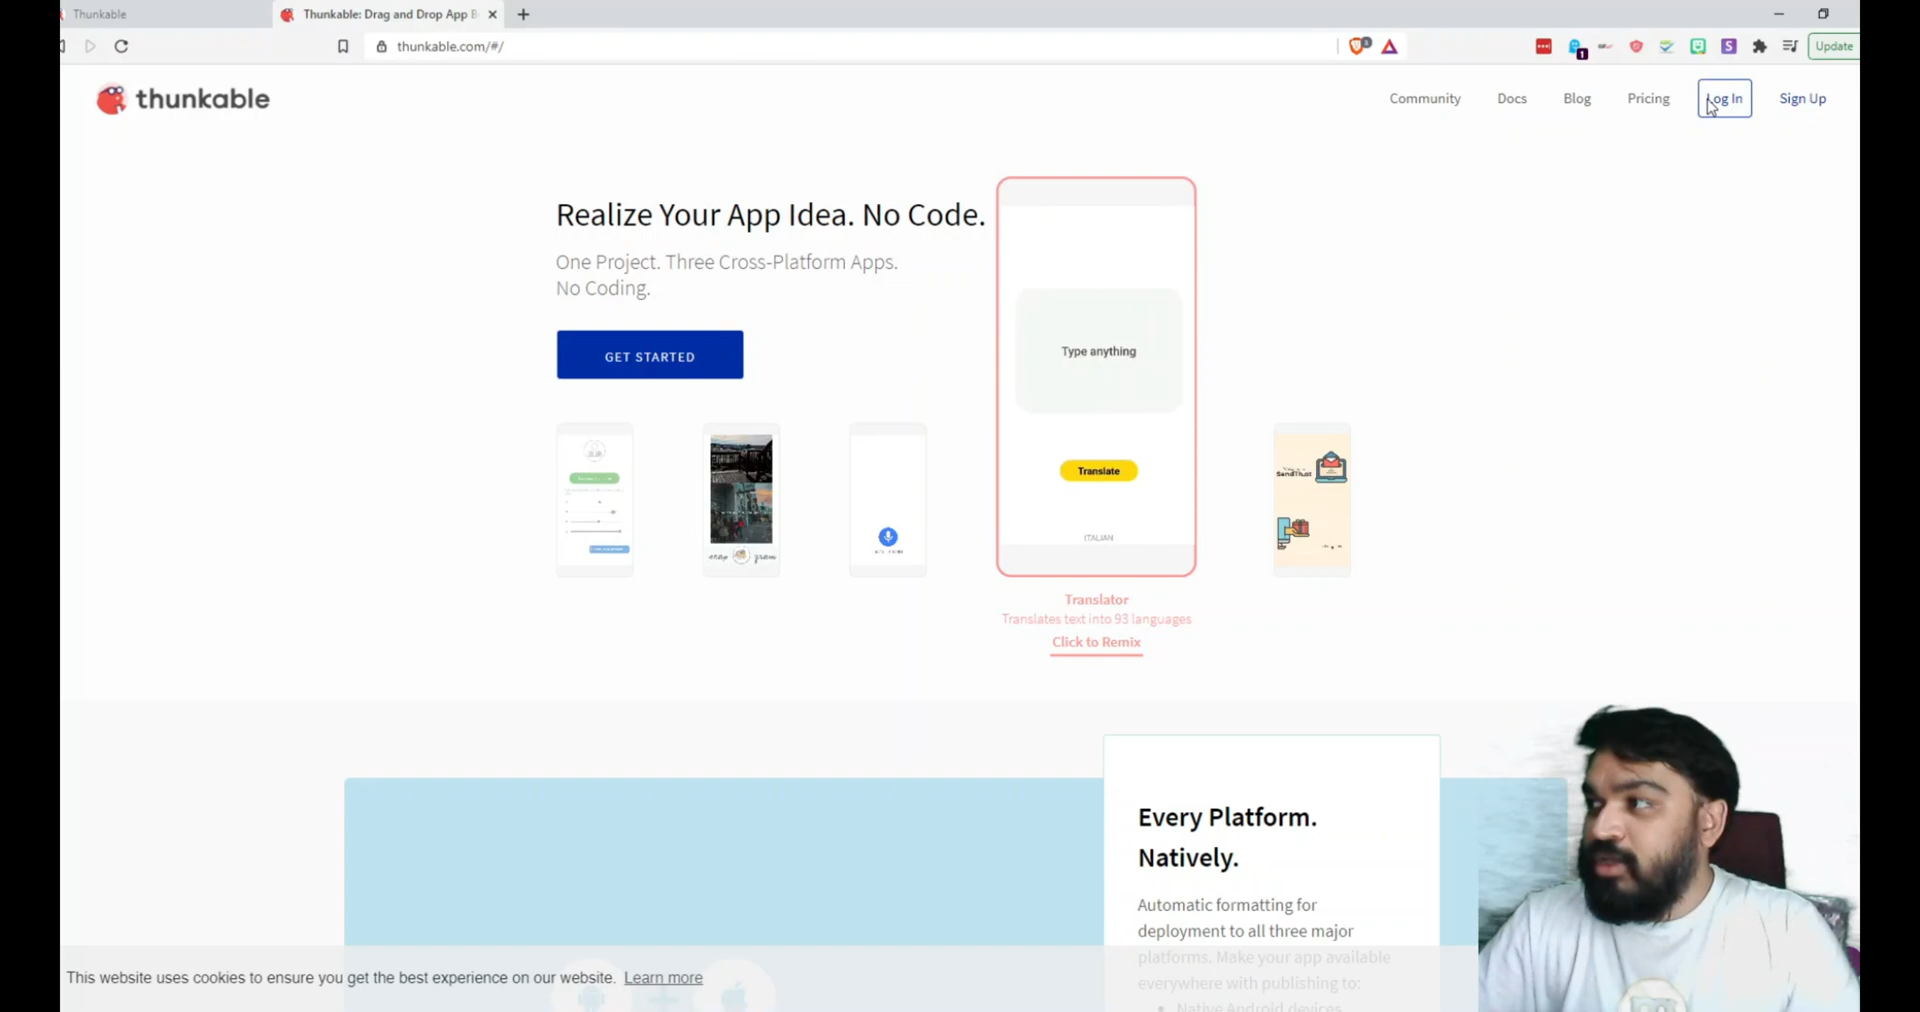 Thunkable
Thunkable: Drag and Drop App B
thunkable.com/#/
Update
thunkable
Community
Docs
Blog
Pricing
Log In
Sign Up
Realize Your App Idea. No Code.
One Project. Three Cross-Platform Apps.
No Coding.
GET STARTED
Type anything
Translate
ITALIAN
SendTrust
Translator
Translates text into 93 languages
Click to Remix
Every Platform.
Natively.
Automatic formatting for
deployment to all three major
platforms. Make your app available
everywhere with publishing to:
Native Android devices
This website uses cookies to ensure you get the best experience on our website. Learn more